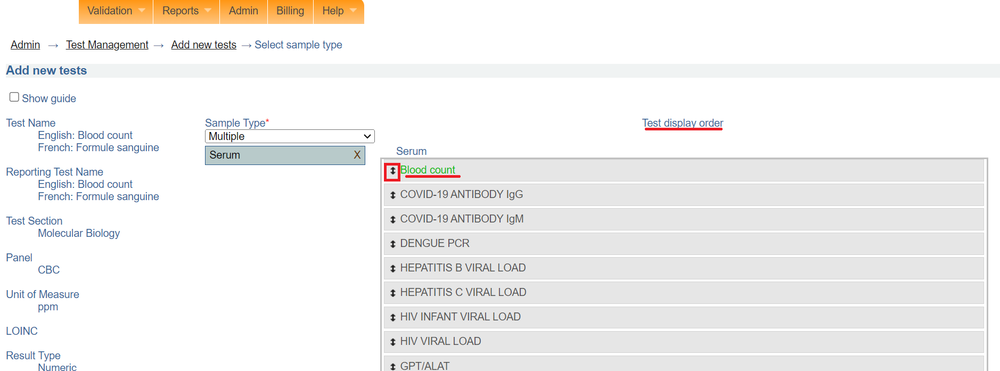 Validation Reports Admin Billing Help
Admin → Test Management → Add new tests → Select sample type
Add new tests
Show guide
Test Name
English: Blood count
French: Formule sanguine
Reporting Test Name
English: Blood count
French: Formule sanguine
Test Section
Molecular Biology
Panel
CBC
Unit of Measure
ppm
LOINC
Result Type
Numeric
Sample Type*
Multiple
Serum X
Test display order
Serum
Blood count
COVID-19 ANTIBODY IgG
COVID-19 ANTIBODY IgM
DENGUE PCR
HEPATITIS B VIRAL LOAD
HEPATITIS C VIRAL LOAD
HIV INFANT VIRAL LOAD
HIV VIRAL LOAD
GPT/ALAT